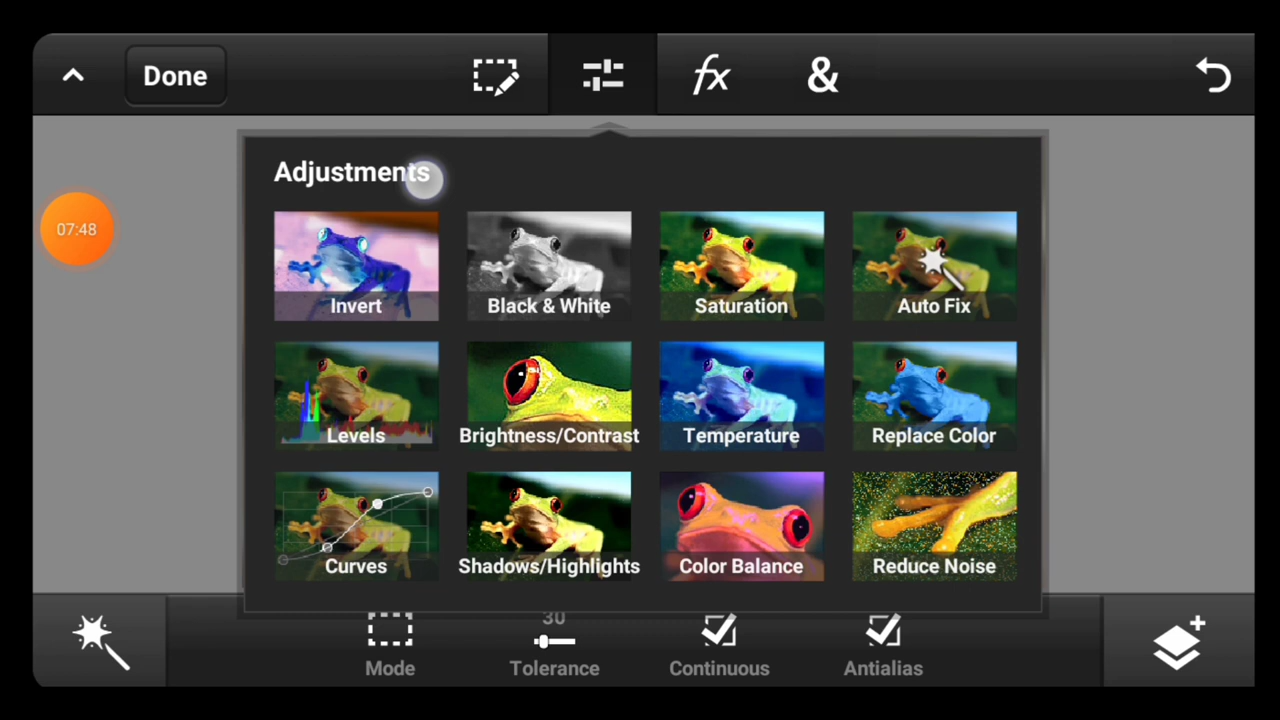 Done
fx
&
07:48
Adjustments
Invert
Black & White
Saturation
Auto Fix
Levels
Brightness/Contrast
Temperature
Replace Color
Curves
Shadows/Highlights
Color Balance
Reduce Noise
30
Mode
Tolerance
Continuous
Antialias